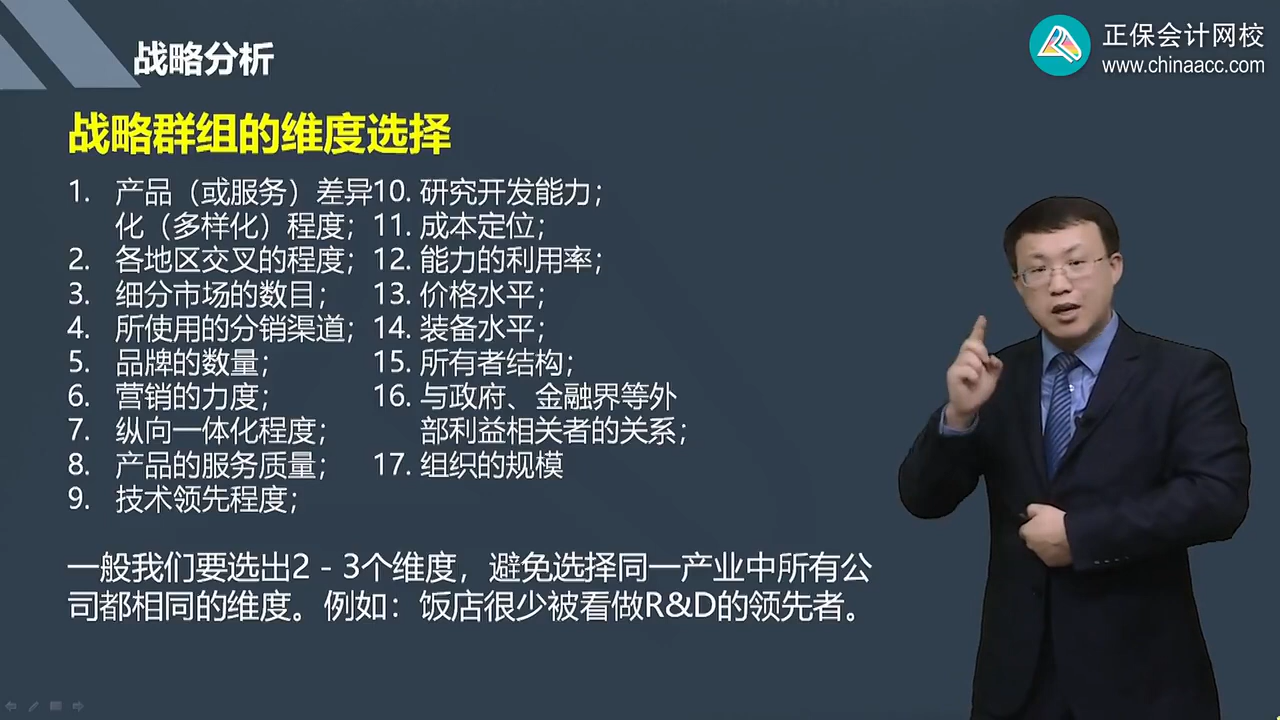 战略分析
正保会计网校
www.chinaacc.com
战略群组的维度选择
1. 产品（或服务）差异
化（多样化）程度；
2. 各地区交叉的程度；
3. 细分市场的数目；
4. 所使用的分销渠道；
5. 品牌的数量；
6. 营销的力度；
7. 纵向一体化程度；
8. 产品的服务质量；
9. 技术领先程度；
10. 研究开发能力；
11. 成本定位；
12. 能力的利用率；
13. 价格水平；
14. 装备水平；
15. 所有者结构；
16. 与政府、金融界等外
部利益相关者的关系；
17. 组织的规模
一般我们要选出2－3个维度，避免选择同一产业中所有公
司都相同的维度。例如：饭店很少被看做R&D的领先者。